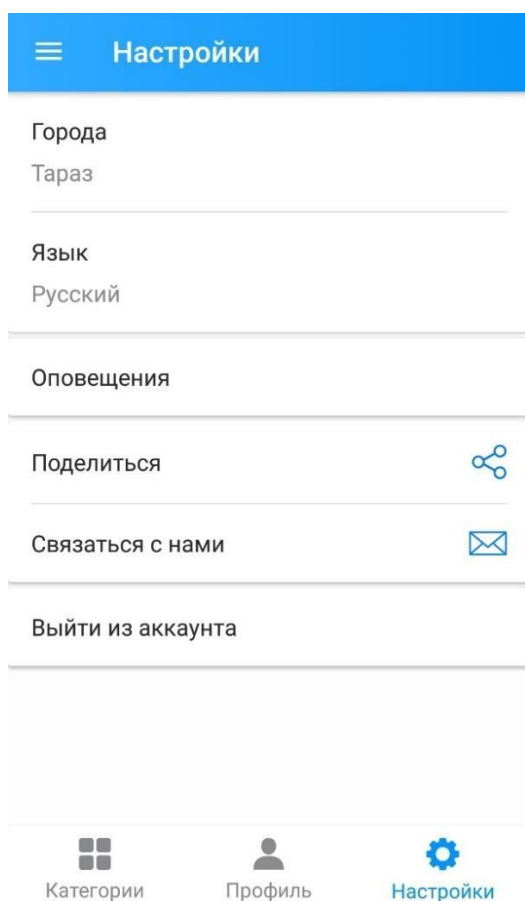 Настройки
Города
Тараз
Язык
Русский
Оповещения
Поделиться
Связаться с нами
Выйти из аккаунта
Категории Профиль Настройки